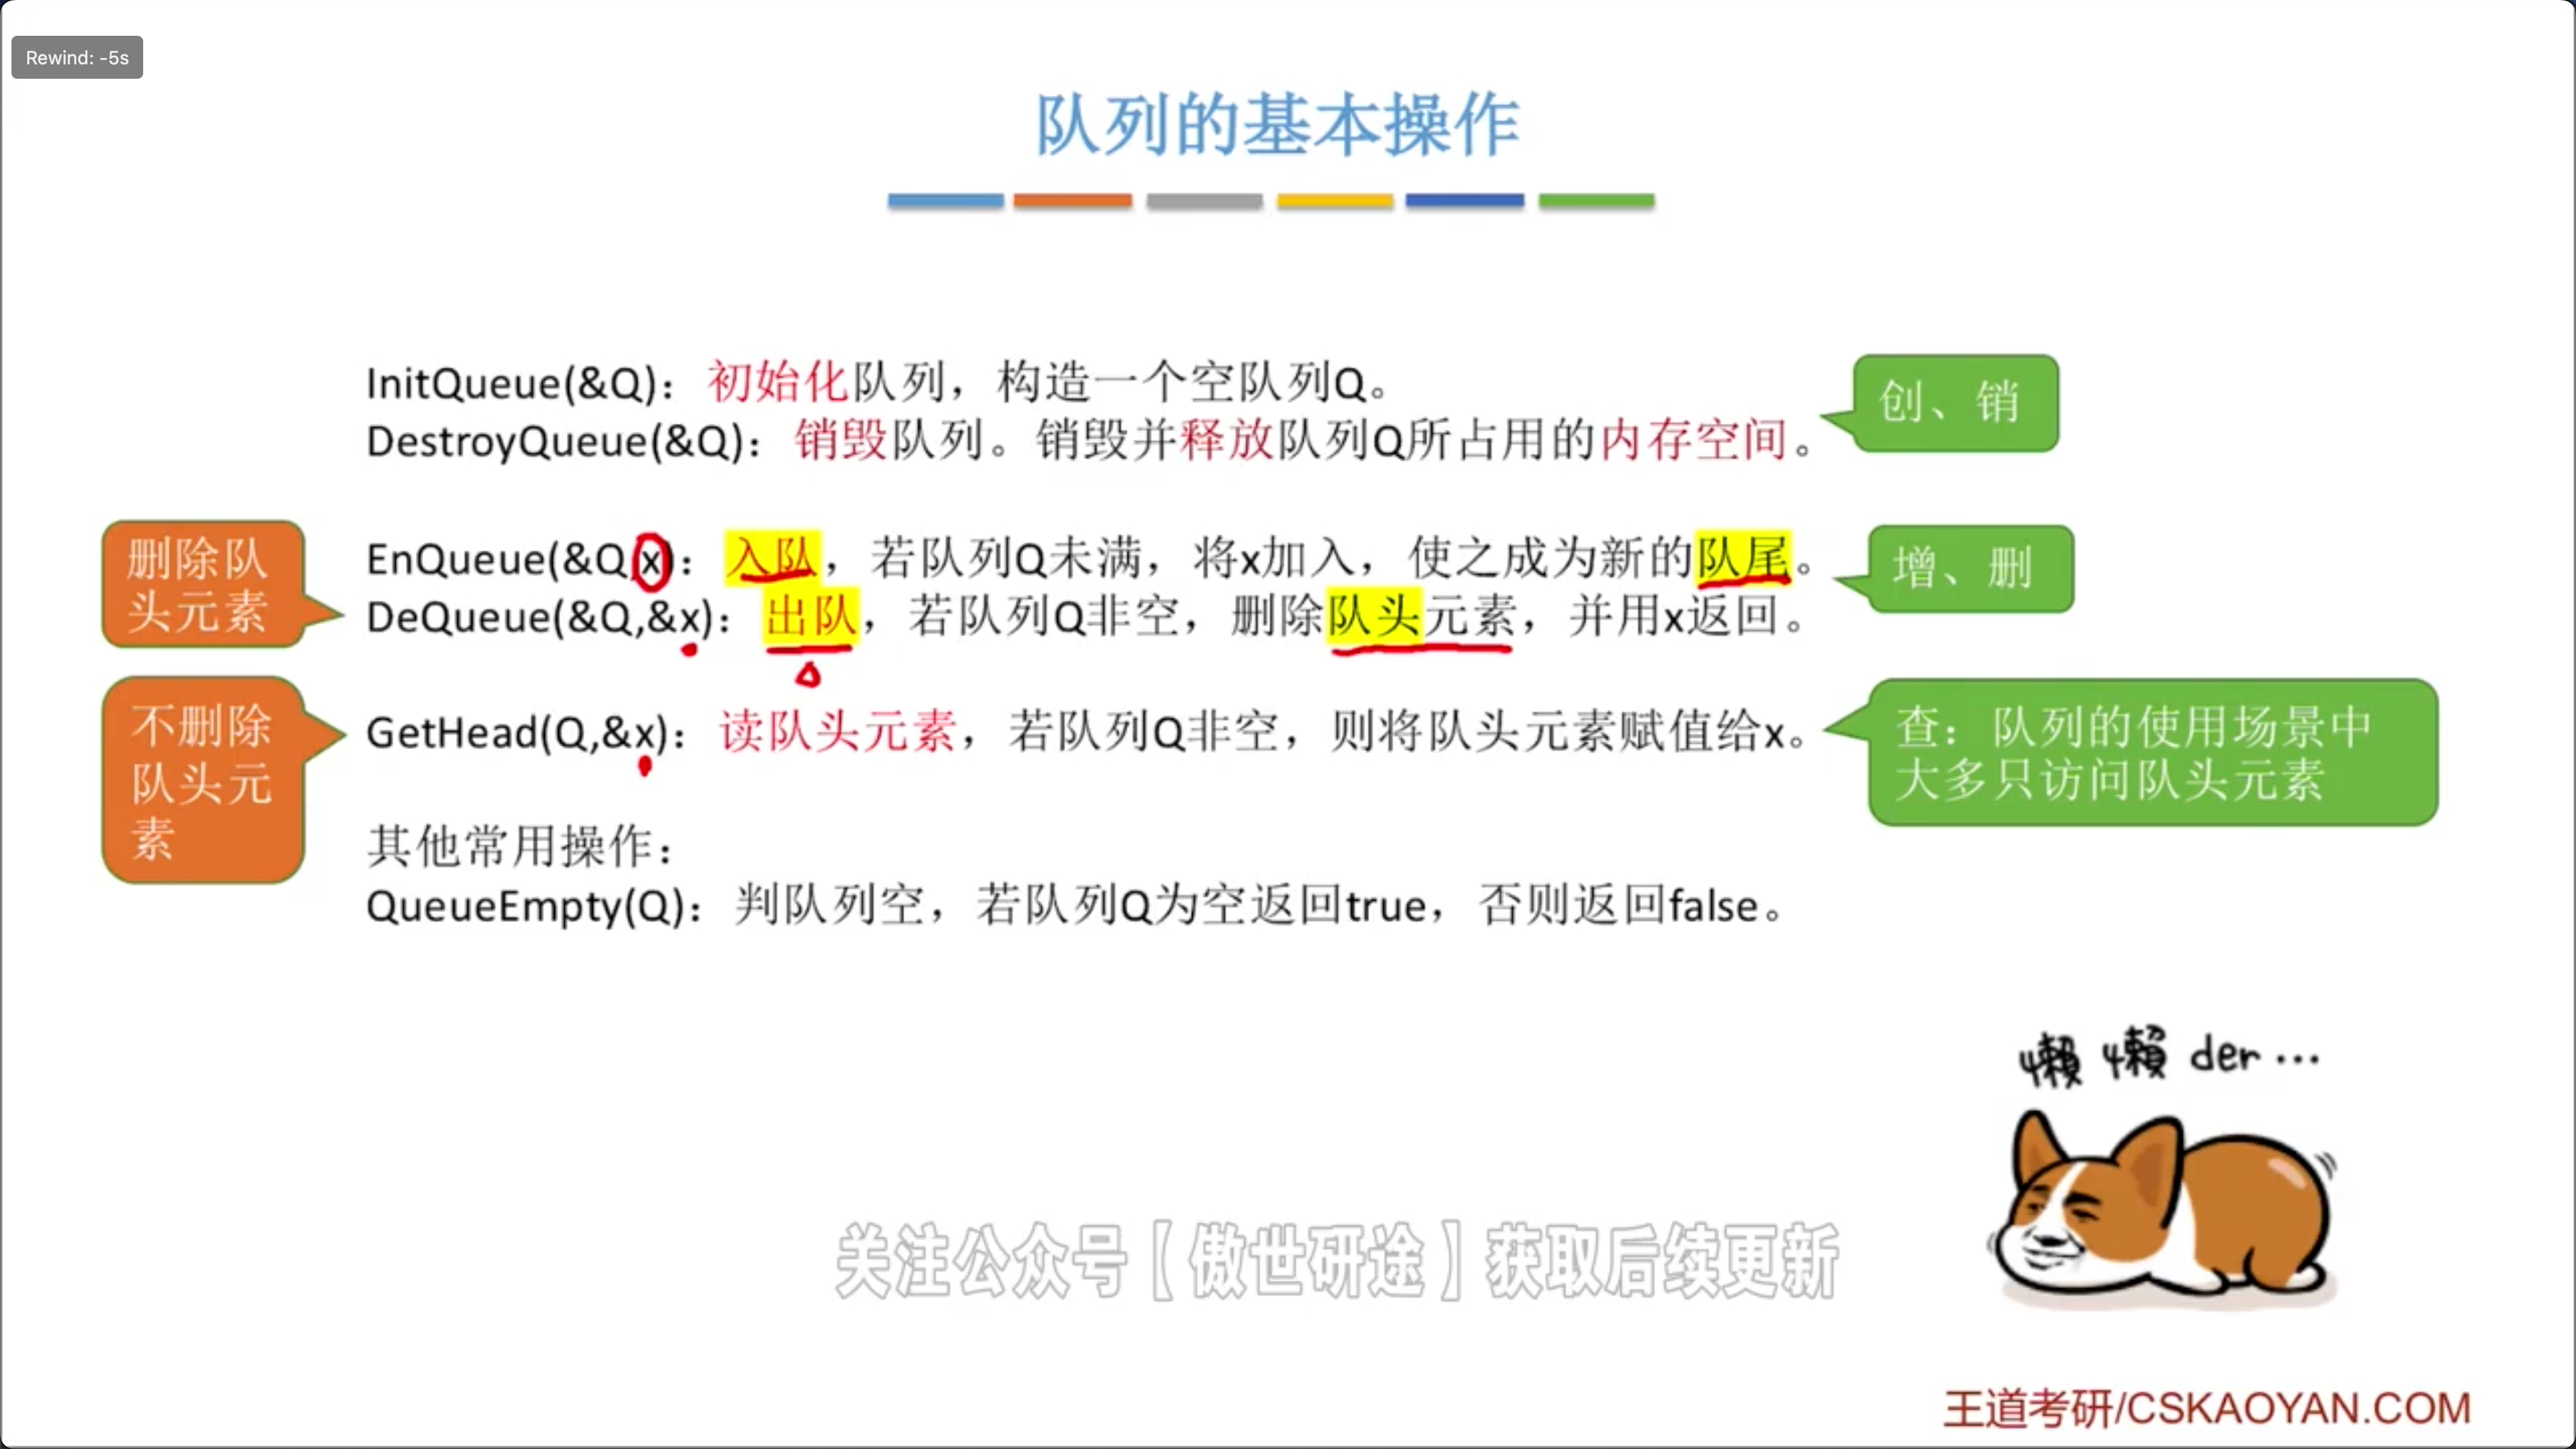 Rewind: -5s
队列的基本操作
InitQueue(&Q)：初始化队列，构造一个空队列Q。
DestroyQueue(&Q)：销毁队列。销毁并释放队列Q所占用的内存空间。
创、销
删除队
头元素
EnQueue(&Q,x)：入队，若队列Q未满，将x加入，使之成为新的队尾。
DeQueue(&Q,&x)：出队，若队列Q非空，删除队头元素，并用x返回。
增、删
不删除
队头元
素
GetHead(Q,&x)：读队头元素，若队列Q非空，则将队头元素赋值给x。
查：队列的使用场景中
大多只访问队头元素
其他常用操作：
QueueEmpty(Q)：判队列空，若队列Q为空返回true，否则返回false。
懒懒der…
关注公众号【傲世研途】获取后续更新
王道考研/CSKAOYAN.COM